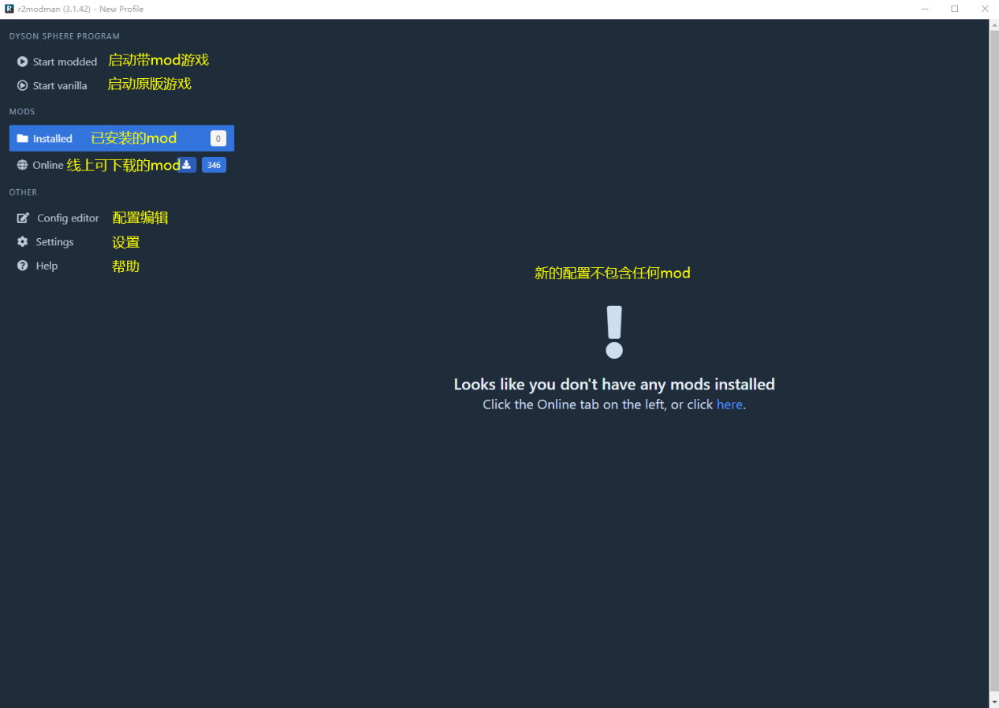 R r2modman (3.1.42) - New Profile
DYSON SPHERE PROGRAM
Start modded 启动带mod游戏
Start vanilla 启动原版游戏
MODS
Installed 已安装的mod 0
Online 线上可下载的mod 346
OTHER
Config editor 配置编辑
Settings 设置
Help 帮助
新的配置不包含任何mod
Looks like you don't have any mods installed
Click the Online tab on the left, or click here.